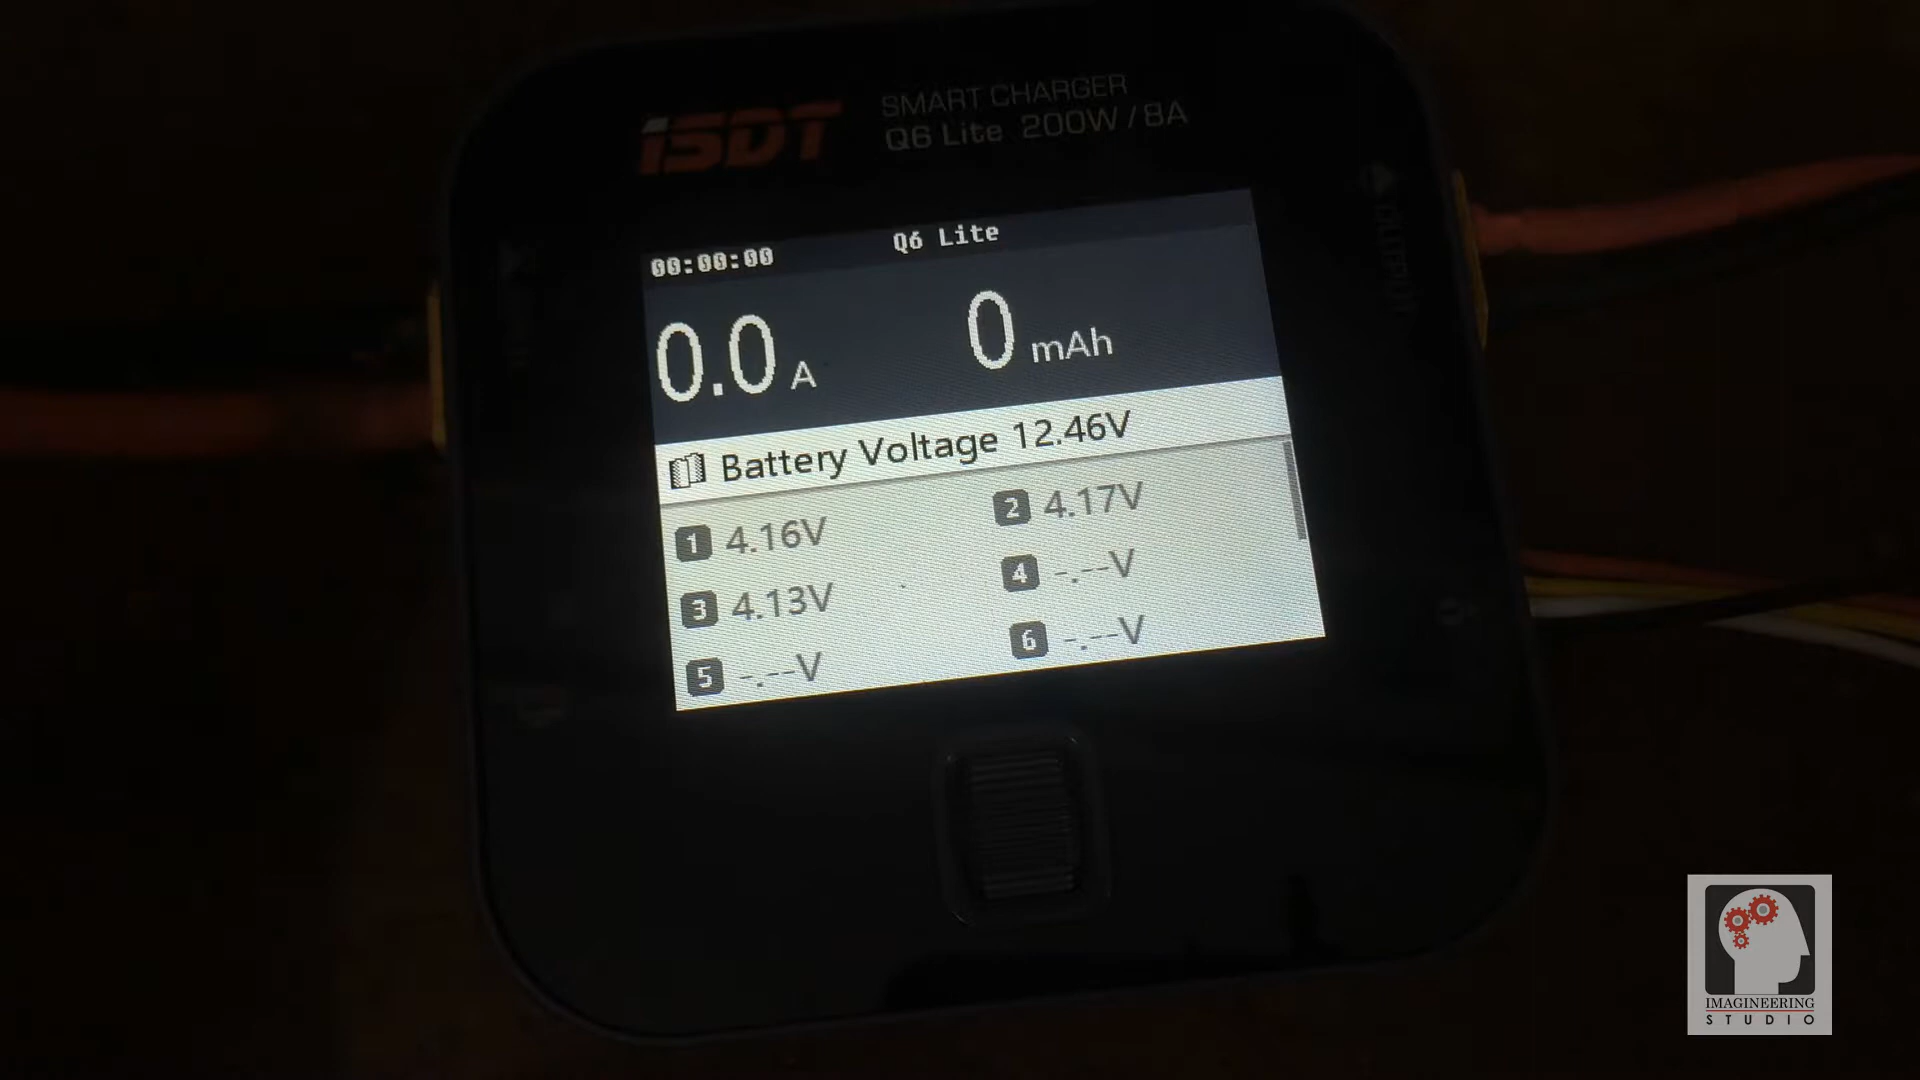 iSDT
SMART CHARGER
Q6 Lite 200W / 8A
00:00:00 Q6 Lite
0.0 A 0 mAh
Battery Voltage 12.46V
1 4.16V 2 4.17V
3 4.13V 4 -.--V
5 -.--V 6 -.--V
IMAGINEERING
STUDIO